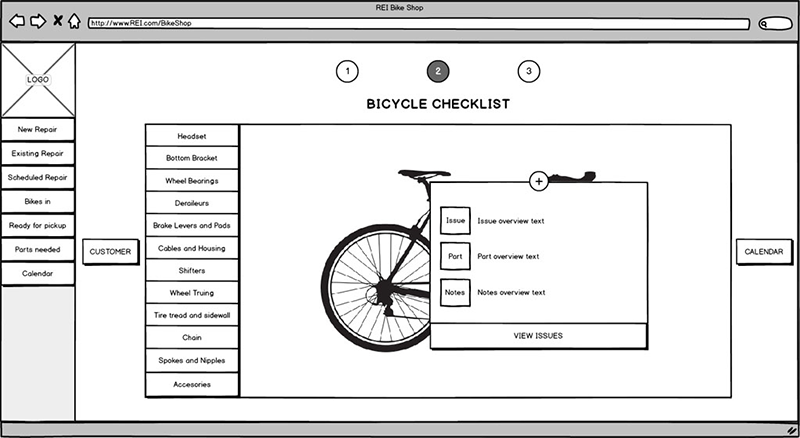 REI Bike Shop
http://www.REI.com/BikeShop
LOGO
New Repair
Existing Repair
Scheduled Repair
Bikes in
Ready for pickup
Parts needed
Calendar
1
2
3
BICYCLE CHECKLIST
CUSTOMER
Headset
Bottom Bracket
Wheel Bearings
Deraileurs
Brake Levers and Pads
Cables and Housing
Shifters
Wheel Truing
Tire tread and sidewall
Chain
Spokes and Nipples
Accesories
+
Issue Issue overview text
Part Part overview text
Notes Notes overview text
VIEW ISSUES
CALENDAR